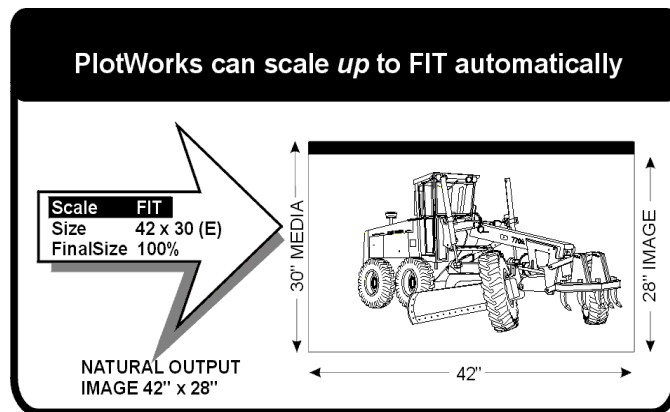 PlotWorks can scale up to FIT automatically
Scale FIT
Size 42 x 30 (E)
FinalSize 100%
NATURAL OUTPUT
IMAGE 42" x 28"
30" MEDIA
770A
28" IMAGE
42"